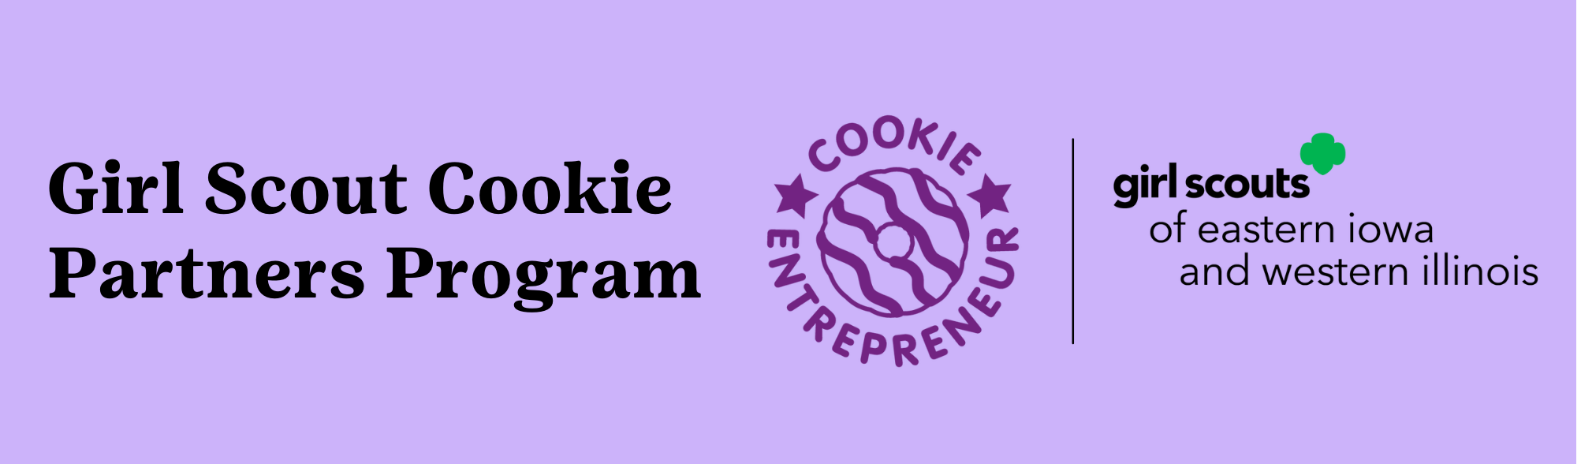 Girl Scout Cookie
Partners Program
COOKIE
ENTREPRENEUR
girl scouts
of eastern iowa
and western illinois